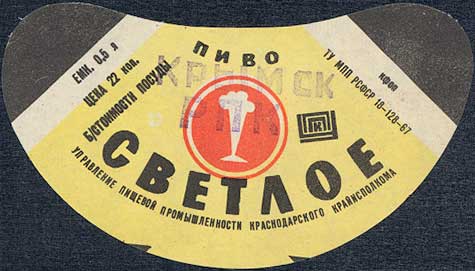 ПИВО
КРЫМСК
РПК
СВЕТЛОЕ
ЕМК. 0,5 л
ЦЕНА 22 коп.
Б/СТОИМОСТИ ПОСУДЫ
ТУ МПП РСФСР 18-128-67
УПРАВЛЕНИЕ ПИЩЕВОЙ ПРОМЫШЛЕННОСТИ КРАСНОДАРСКОГО КРАЙИСПОЛКОМА